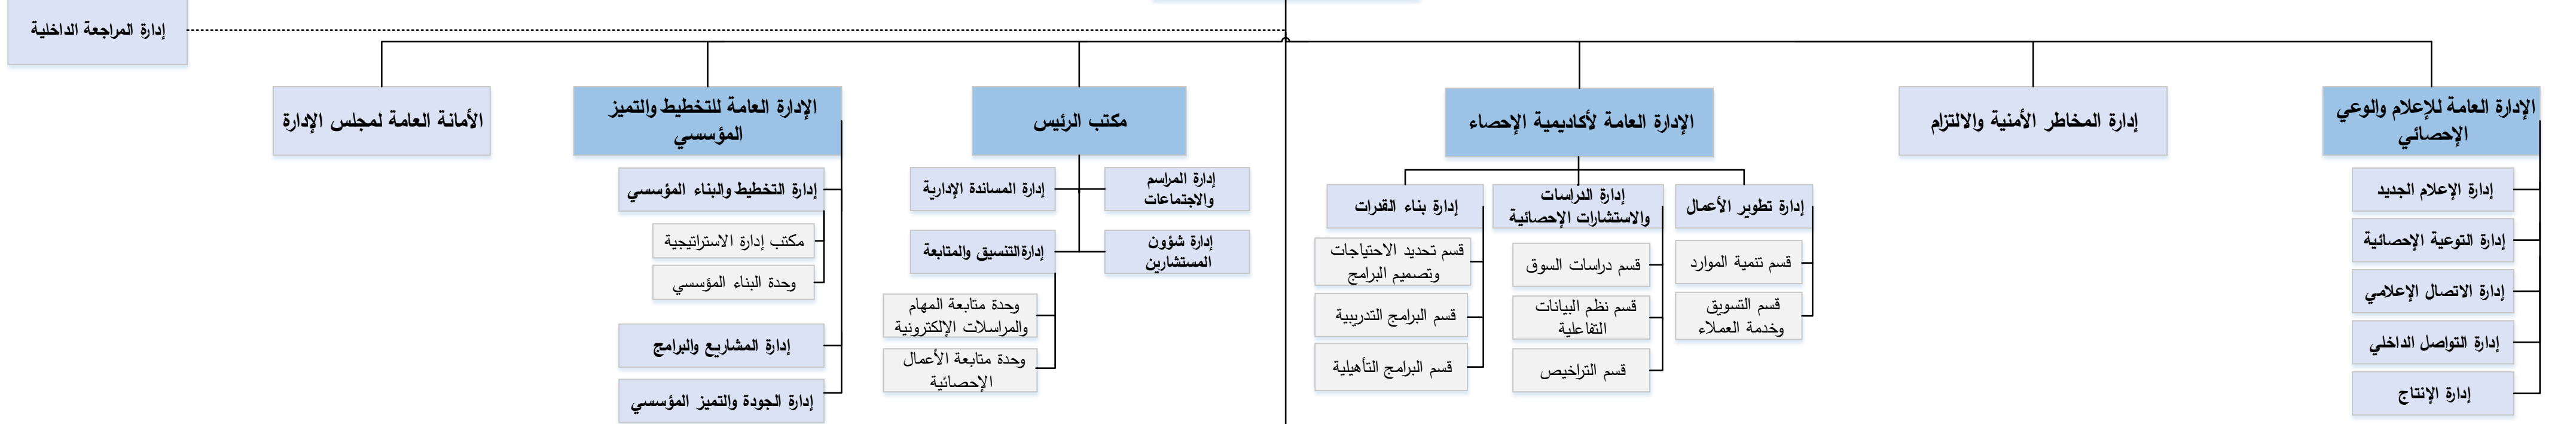 إدارة المراجعة الداخلية
الإدارة العامة للإعلام والوعي
الإحصائي
إدارة الإعلام الجديد
إدارة التوعية الإحصائية
إدارة الاتصال الإعلامي
إدارة التواصل الداخلي
إدارة الإنتاج
إدارة المخاطر الأمنية والالتزام
الإدارة العامة لأكاديمية الإحصاء
إدارة تطوير الأعمال
قسم تنمية الموارد
قسم التسويق
وخدمة العملاء
إدارة الدراسات
والاستشارات الإحصائية
قسم دراسات السوق
قسم نظم البيانات
التفاعلية
قسم التراخيص
إدارة بناء القدرات
قسم تحديد الاحتياجات
وتصميم البرامج
قسم البرامج التدريبية
قسم البرامج التأهيلية
مكتب الرئيس
إدارة المراسم
والاجتماعات
إدارة المساندة الإدارية
إدارة شؤون
المستشارين
إدارةالتنسيق والمتابعة
وحدة متابعة المهام
والمراسلات الإلكترونية
وحدة متابعة الأعمال
الإحصائية
الإدارة العامة للتخطيط والتميز
المؤسسي
إدارة التخطيط والبناء المؤسسي
مكتب إدارة الاستراتيجية
وحدة البناء المؤسسي
إدارة المشاريع والبرامج
إدارة الجودة والتميز المؤسسي
الأمانة العامة لمجلس الإدارة